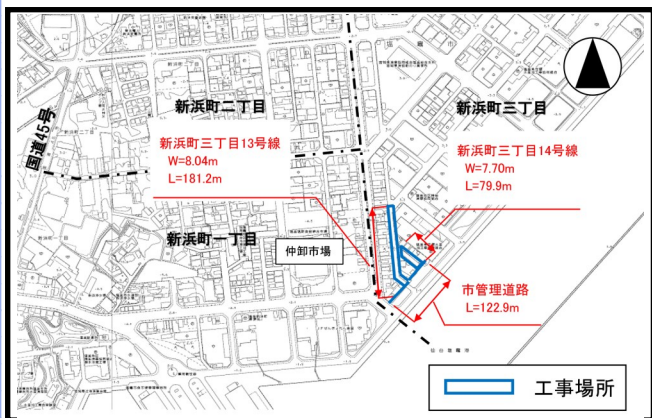 塩竈市
新浜町二丁目
新浜町三丁目
国道45号
新浜町三丁目13号線
W=8.04m
L=181.2m
新浜町三丁目14号線
W=7.70m
L=79.9m
新浜町一丁目
仲卸市場
市管理道路
L=122.9m
工事場所